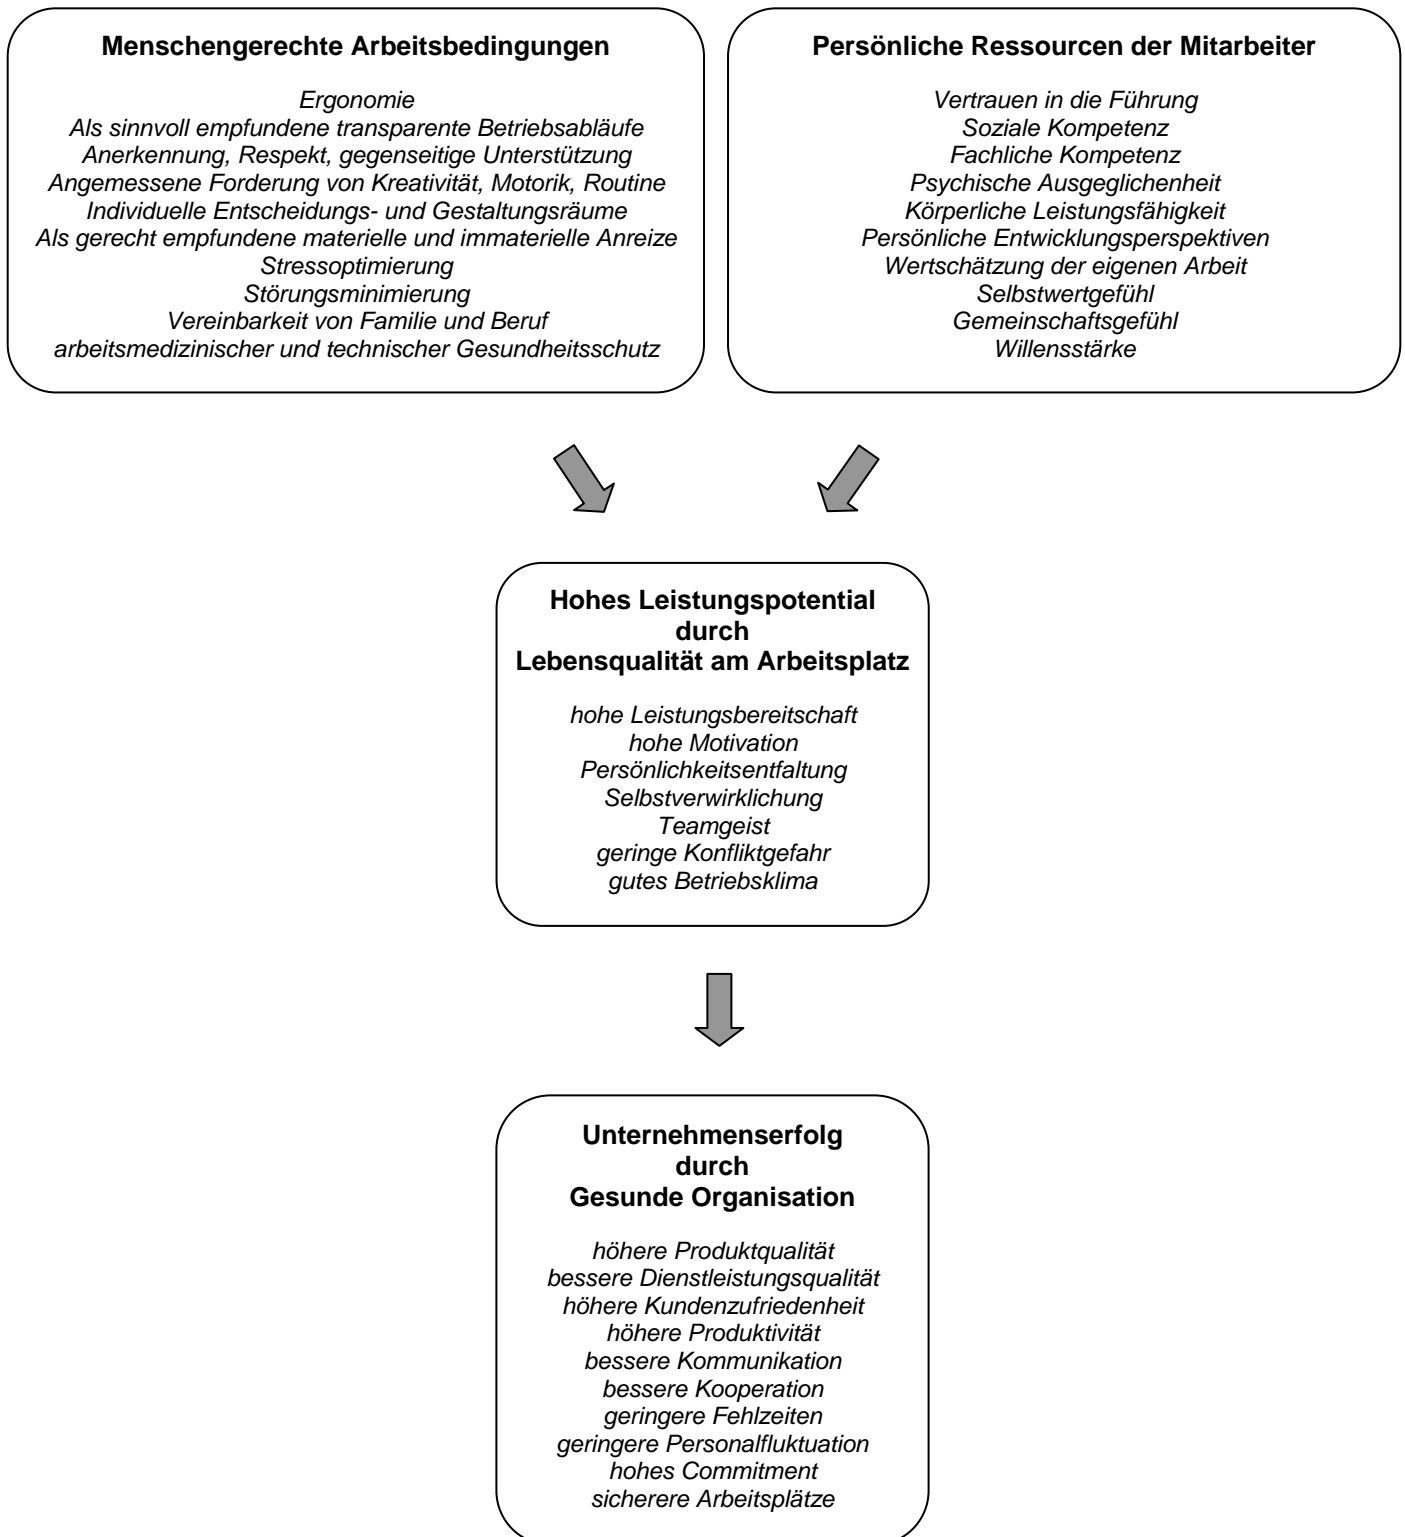 Menschengerechte Arbeitsbedingungen
Ergonomie
Als sinnvoll empfundene transparente Betriebsabläufe
Anerkennung, Respekt, gegenseitige Unterstützung
Angemessene Forderung von Kreativität, Motorik, Routine
Individuelle Entscheidungs- und Gestaltungsräume
Als gerecht empfundene materielle und immaterielle Anreize
Stressoptimierung
Störungsminimierung
Vereinbarkeit von Familie und Beruf
arbeitsmedizinischer und technischer Gesundheitsschutz
Persönliche Ressourcen der Mitarbeiter
Vertrauen in die Führung
Soziale Kompetenz
Fachliche Kompetenz
Psychische Ausgeglichenheit
Körperliche Leistungsfähigkeit
Persönliche Entwicklungsperspektiven
Wertschätzung der eigenen Arbeit
Selbstwertgefühl
Gemeinschaftsgefühl
Willensstärke
Hohes Leistungspotential
durch
Lebensqualität am Arbeitsplatz
hohe Leistungsbereitschaft
hohe Motivation
Persönlichkeitsentfaltung
Selbstverwirklichung
Teamgeist
geringe Konfliktgefahr
gutes Betriebsklima
Unternehmenserfolg
durch
Gesunde Organisation
höhere Produktqualität
bessere Dienstleistungsqualität
höhere Kundenzufriedenheit
höhere Produktivität
bessere Kommunikation
bessere Kooperation
geringere Fehlzeiten
geringere Personalfluktuation
hohes Commitment
sicherere Arbeitsplätze